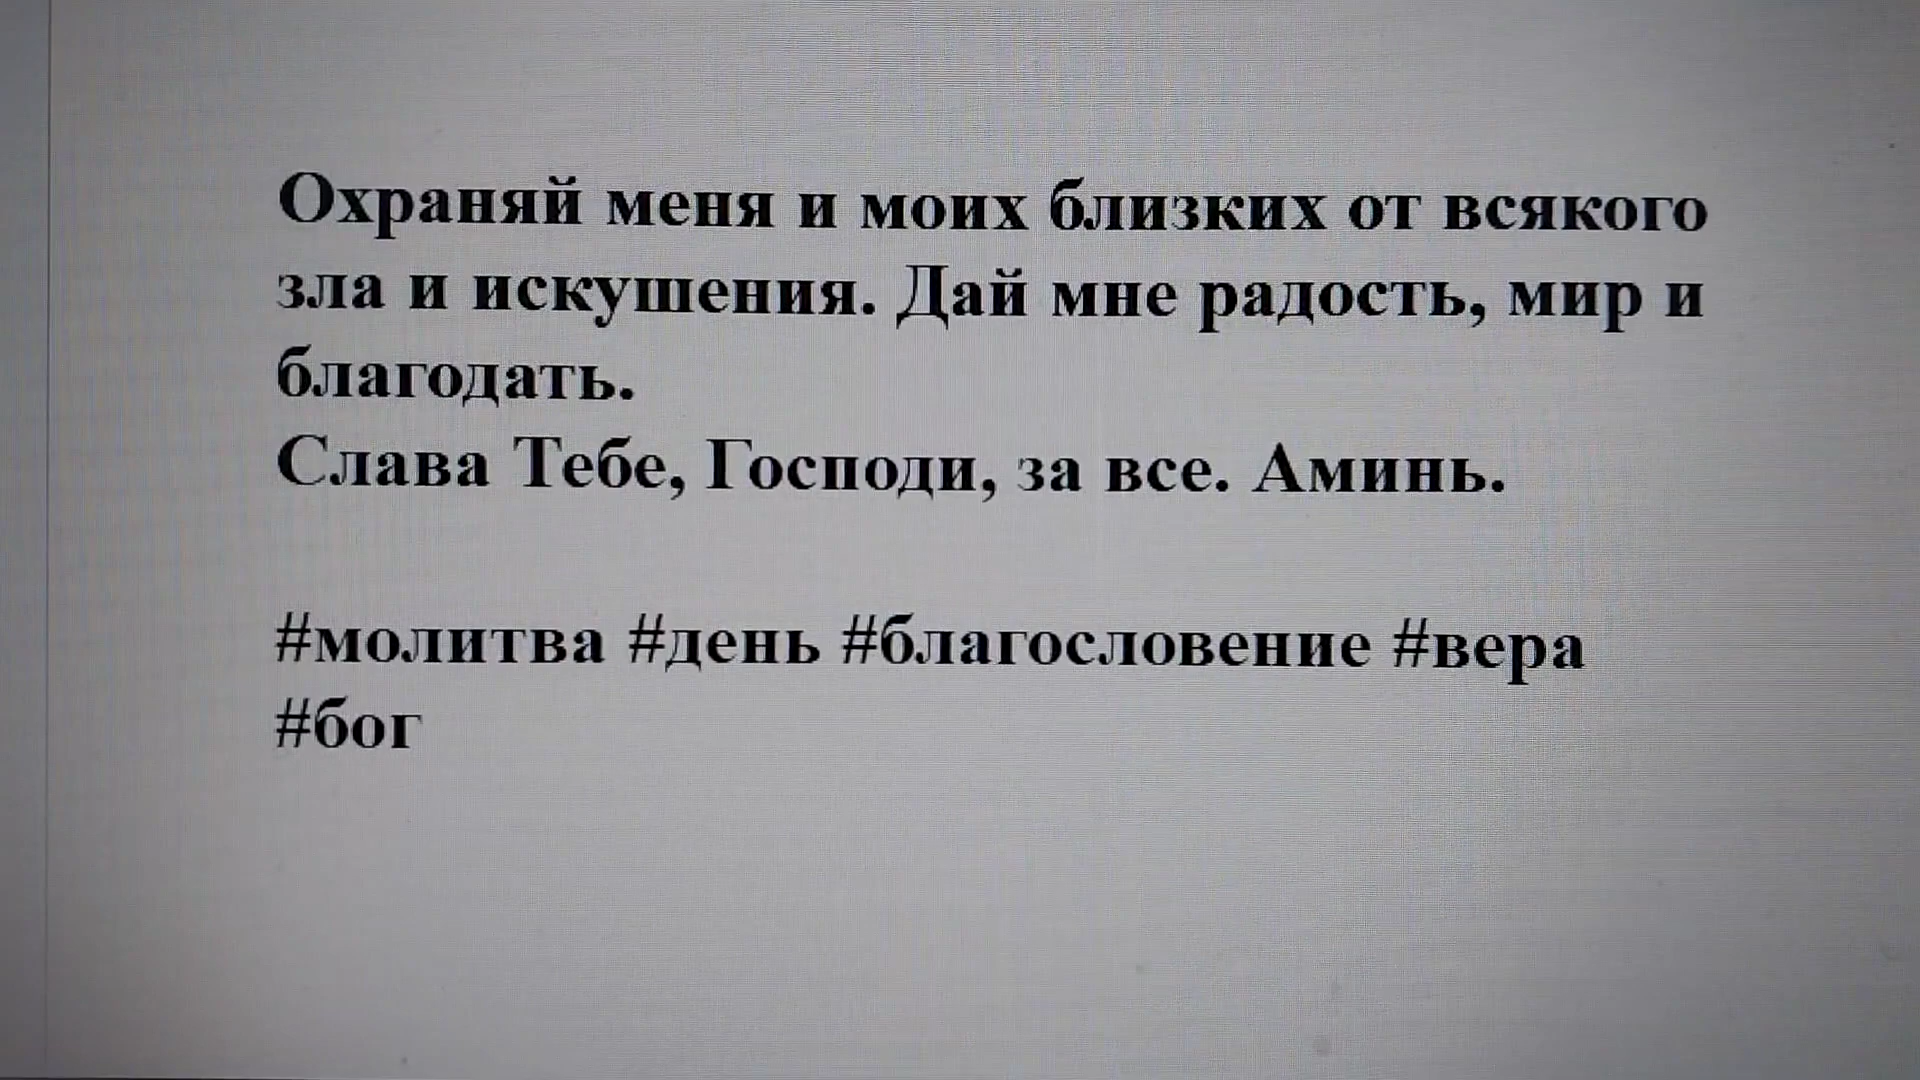 Охраняй меня и моих близких от всякого
зла и искушения. Дай мне радость, мир и
благодать.
Слава Тебе, Господи, за все. Аминь.
#молитва #день #благословение #вера
#бог